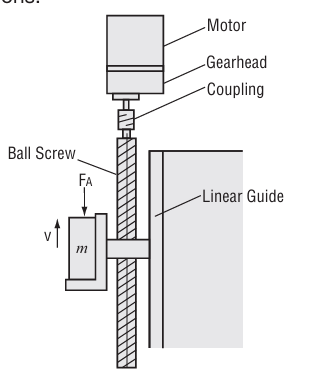 ons.
Motor
Gearhead
Coupling
Ball Screw
FA
Linear Guide
v
m